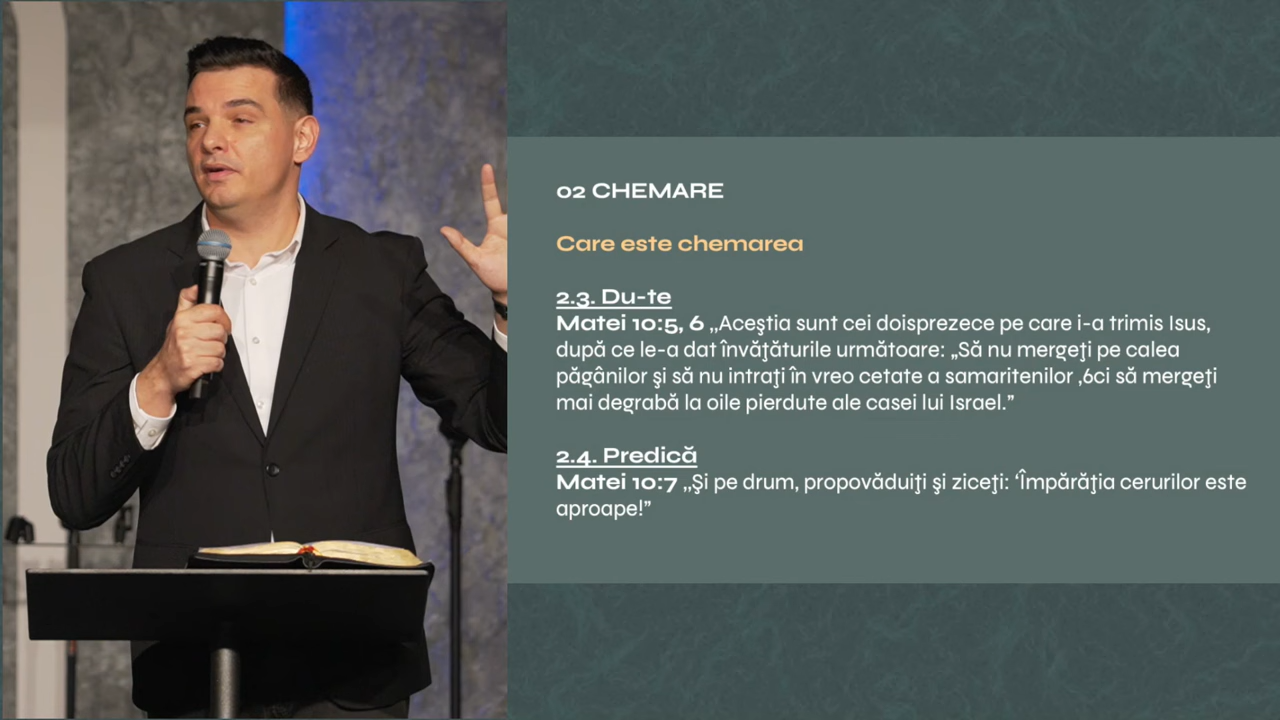 02 CHEMARE
Care este chemarea
2.3. Du-te
Matei 10:5, 6 „Aceştia sunt cei doisprezece pe care i-a trimis Isus,
după ce le-a dat învăţăturile următoare: „Să nu mergeţi pe calea
păgânilor şi să nu intraţi în vreo cetate a samaritenilor ,6ci să mergeţi
mai degrabă la oile pierdute ale casei lui Israel.”
2.4. Predică
Matei 10:7 „Şi pe drum, propovăduiţi şi ziceţi: ‘Împărăţia cerurilor este
aproape!”